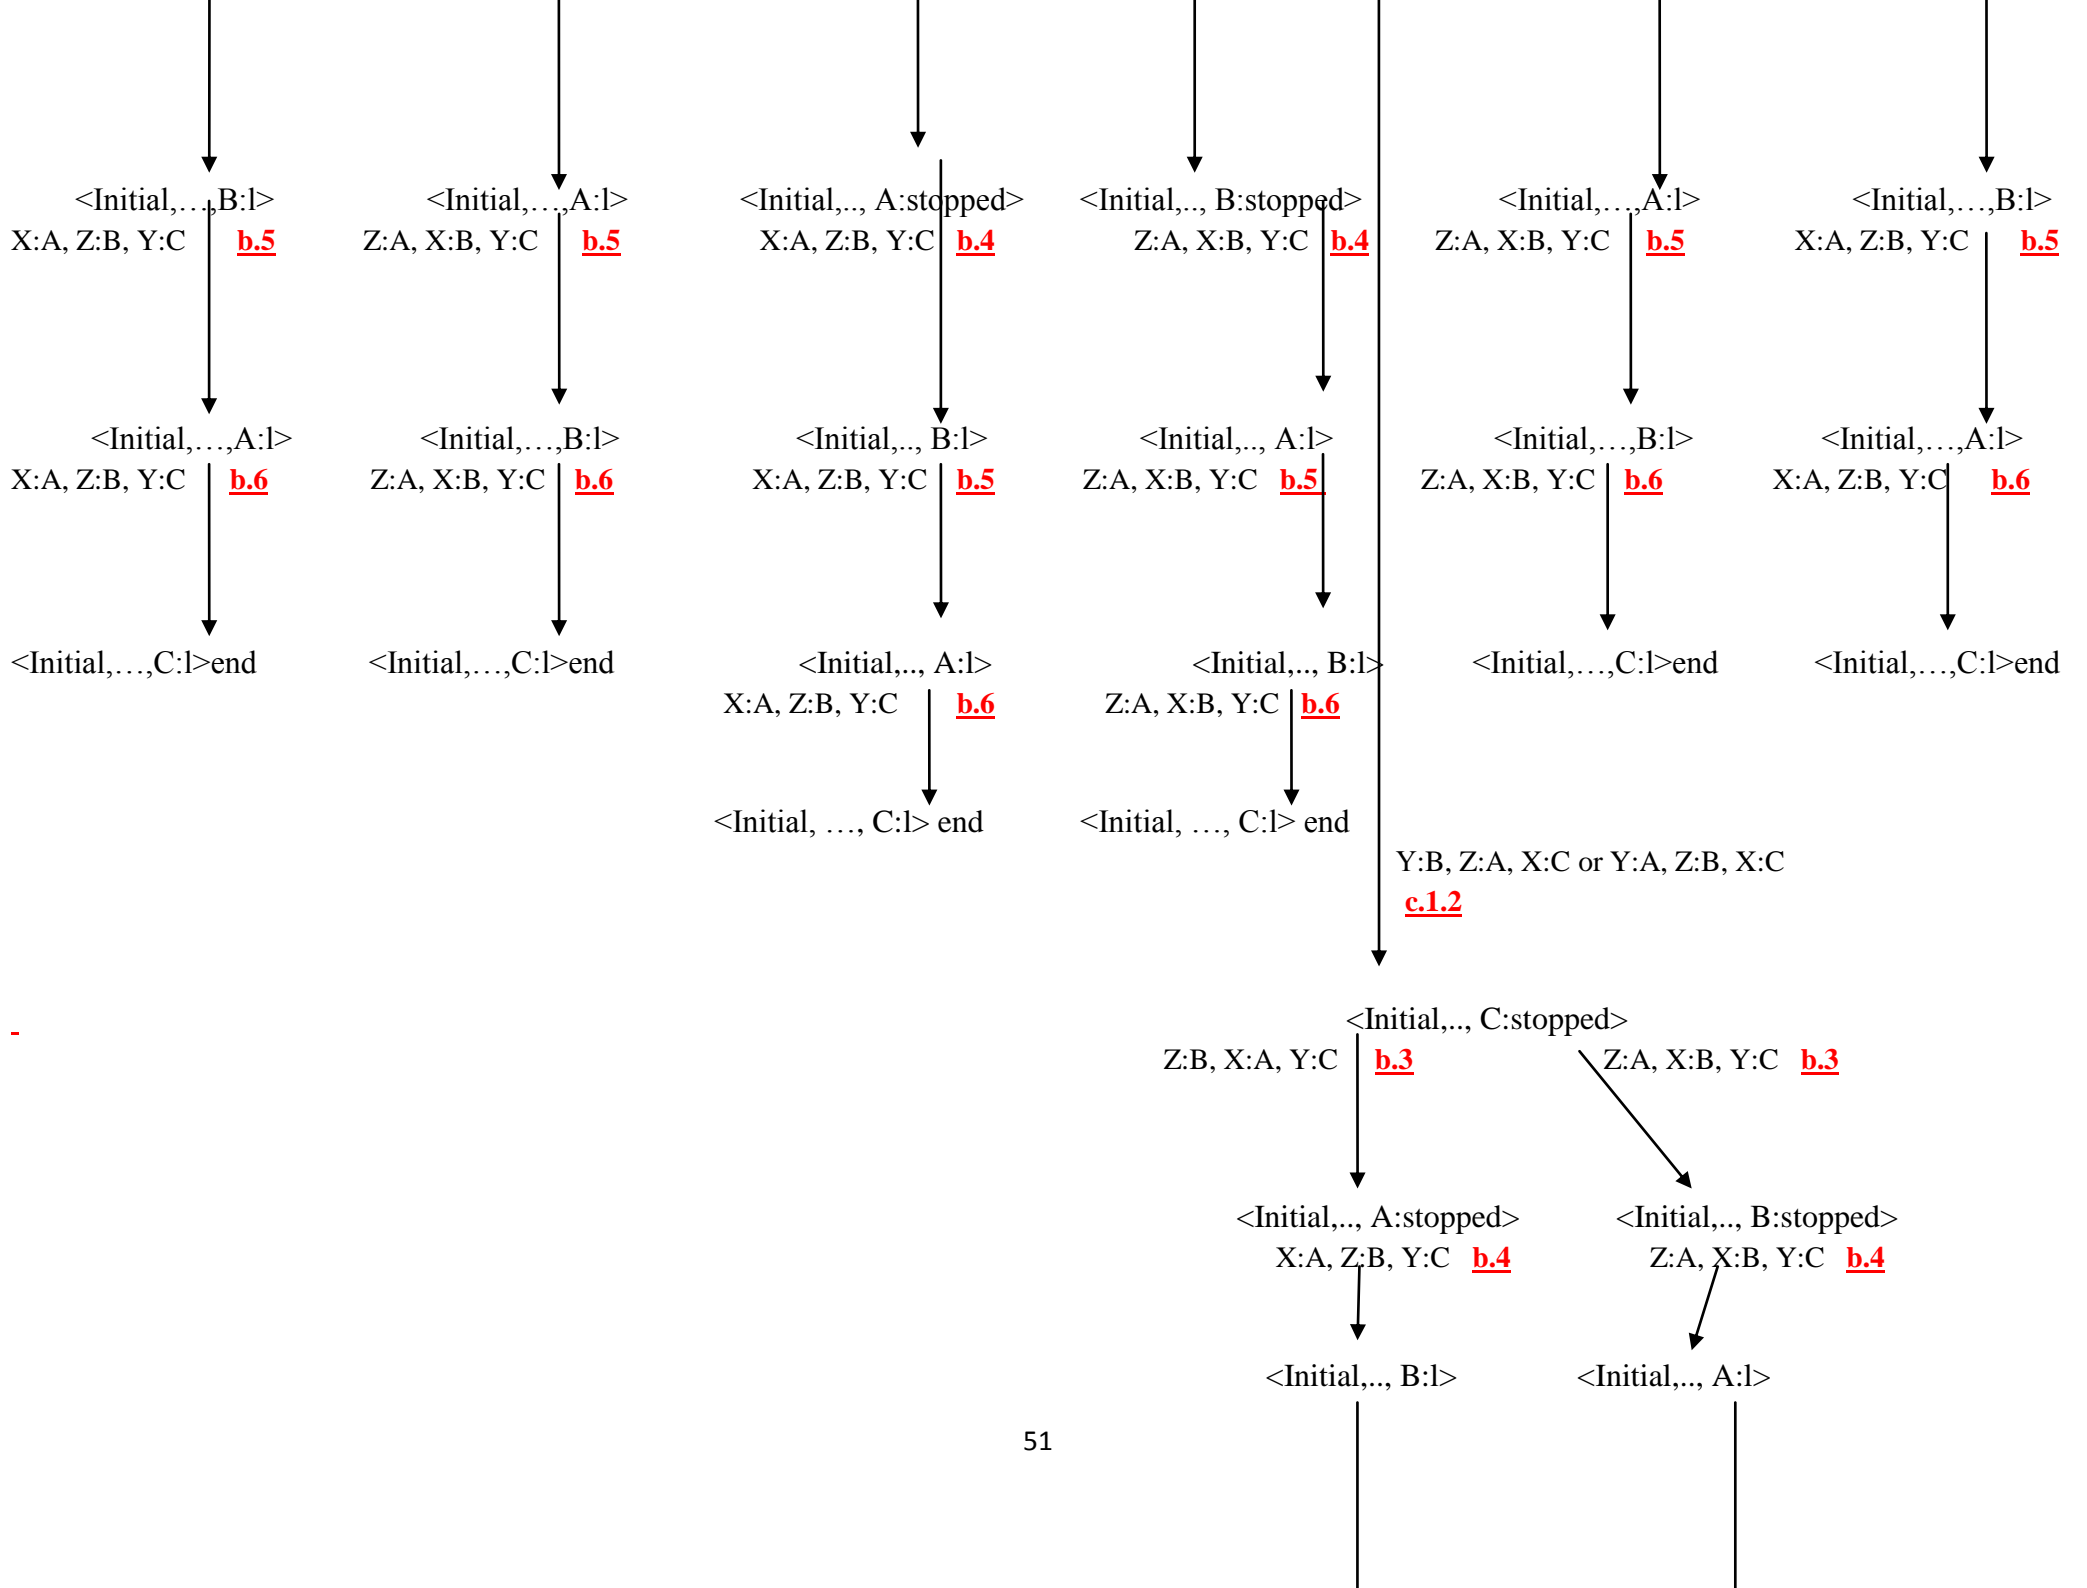 <Initial,…,B:l> <Initial,…,A:l> <Initial,.., A:stopped> <Initial,.., B:stopped> <Initial,…,A:l> <Initial,…,B:l>
X:A, Z:B, Y:C b.5 Z:A, X:B, Y:C b.5 X:A, Z:B, Y:C b.4 Z:A, X:B, Y:C b.4 Z:A, X:B, Y:C b.5 X:A, Z:B, Y:C b.5
<Initial,…,A:l> <Initial,…,B:l> <Initial,.., B:l> <Initial,.., A:l> <Initial,…,B:l> <Initial,…,A:l>
X:A, Z:B, Y:C b.6 Z:A, X:B, Y:C b.6 X:A, Z:B, Y:C b.5 Z:A, X:B, Y:C b.5 Z:A, X:B, Y:C b.6 X:A, Z:B, Y:C b.6
<Initial,…,C:l>end <Initial,…,C:l>end <Initial,.., A:l> <Initial,.., B:l> <Initial,…,C:l>end <Initial,…,C:l>end
X:A, Z:B, Y:C b.6 Z:A, X:B, Y:C b.6
<Initial, …, C:l> end <Initial, …, C:l> end
Y:B, Z:A, X:C or Y:A, Z:B, X:C
c.1.2
<Initial,.., C:stopped>
Z:B, X:A, Y:C b.3 Z:A, X:B, Y:C b.3
<Initial,.., A:stopped> <Initial,.., B:stopped>
X:A, Z:B, Y:C b.4 Z:A, X:B, Y:C b.4
<Initial,.., B:l> <Initial,.., A:l>
51